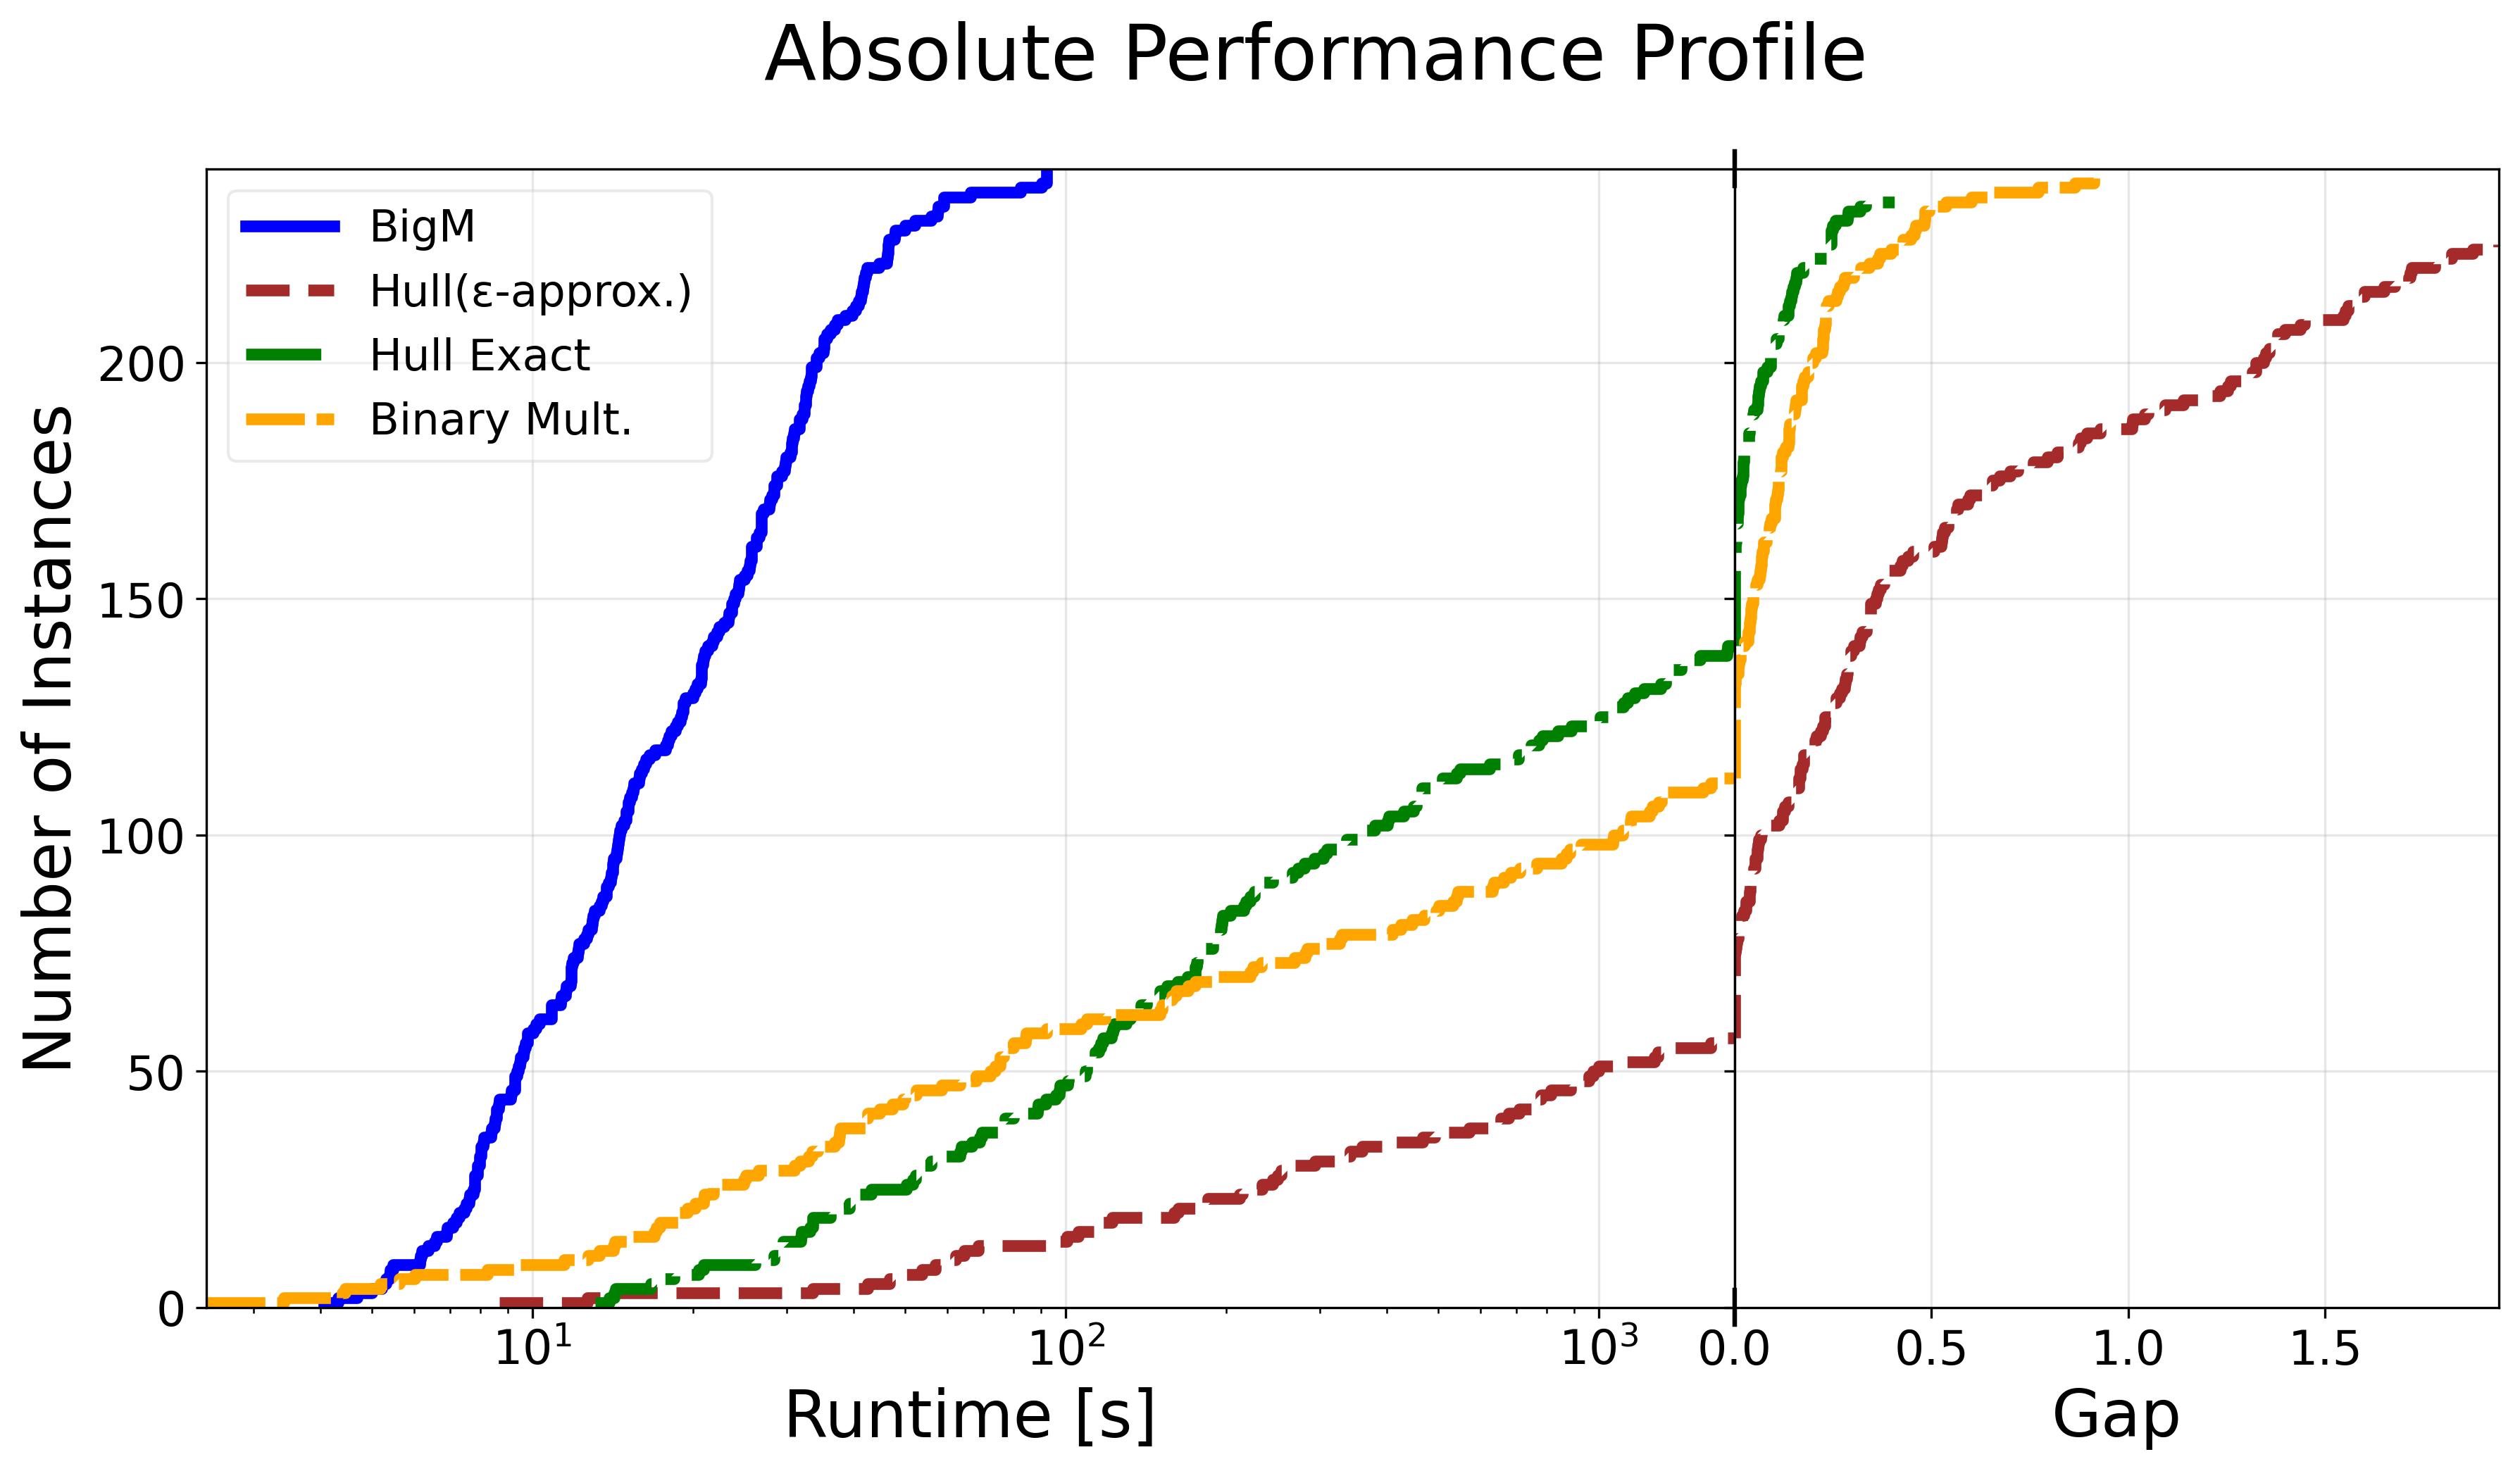 Absolute Performance Profile
BigM
Hull(ε-approx.)
Hull Exact
Binary Mult.
Number of Instances
200
150
100
50
0
10¹ 10² 10³ 0.0 0.5 1.0 1.5
Runtime [s] Gap